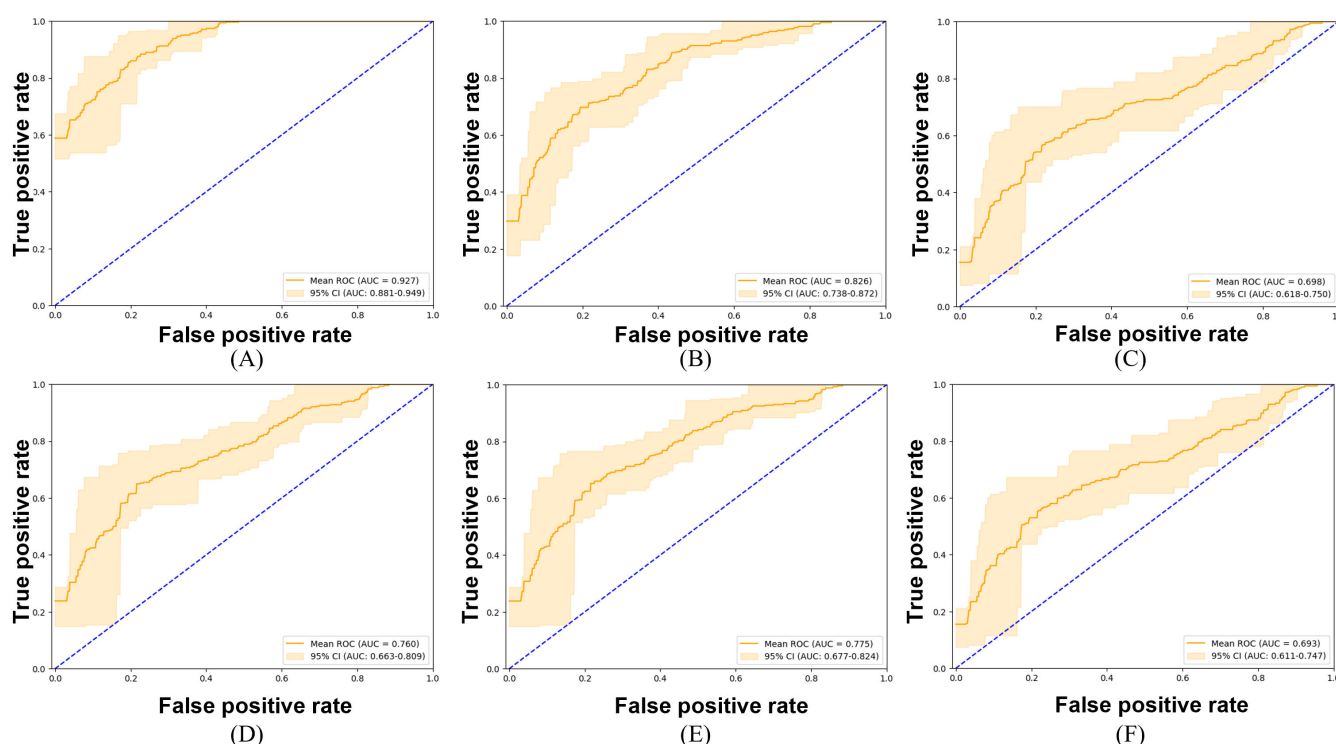 True positive rate
1.0
0.8
0.6
0.4
0.2
0.0
Mean ROC (AUC = 0.927)
95% CI (AUC: 0.881-0.949)
0.0 0.2 0.4 0.6 0.8 1.0
False positive rate
(A)
True positive rate
1.0
0.8
0.6
0.4
0.2
0.0
Mean ROC (AUC = 0.826)
95% CI (AUC: 0.738-0.872)
0.0 0.2 0.4 0.6 0.8 1.0
False positive rate
(B)
True positive rate
1.0
0.8
0.6
0.4
0.2
0.0
Mean ROC (AUC = 0.698)
95% CI (AUC: 0.618-0.750)
0.0 0.2 0.4 0.6 0.8
False positive rate
(C)
True positive rate
1.0
0.8
0.6
0.4
0.2
0.0
Mean ROC (AUC = 0.760)
95% CI (AUC: 0.663-0.809)
0.0 0.2 0.4 0.6 0.8 1.0
False positive rate
(D)
True positive rate
1.0
0.8
0.6
0.4
0.2
0.0
Mean ROC (AUC = 0.775)
95% CI (AUC: 0.677-0.824)
0.0 0.2 0.4 0.6 0.8 1.0
False positive rate
(E)
True positive rate
1.0
0.8
0.6
0.4
0.2
0.0
Mean ROC (AUC = 0.693)
95% CI (AUC: 0.611-0.747)
0.0 0.2 0.4 0.6 0.8 1.0
False positive rate
(F)